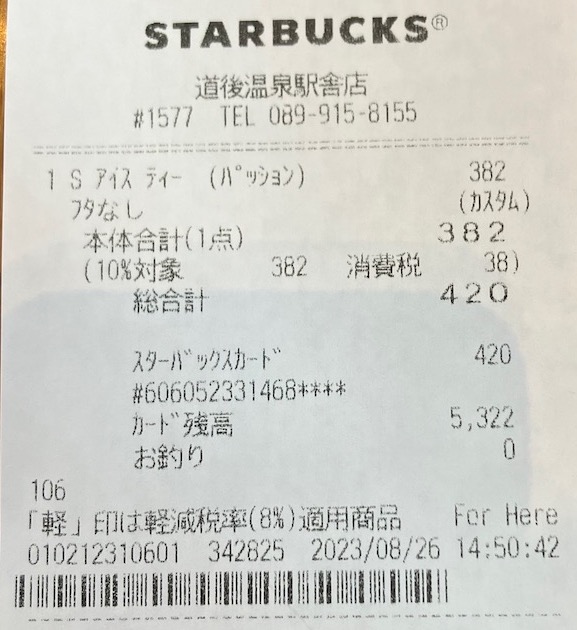 STARBUCKS®
道後温泉駅舎店
#1577 TEL 089-915-8155
1 S アイス ティー (パッション) 382
フタなし (カスタム)
本体合計(1点) 382
(10%対象 382 消費税 38)
総合計 420
スターバックスカード 420
#606052331468****
カード残高 5,322
お釣り 0
106
「軽」印は軽減税率(8%)適用商品 For Here
010212310601 342825 2023/08/26 14:50:42